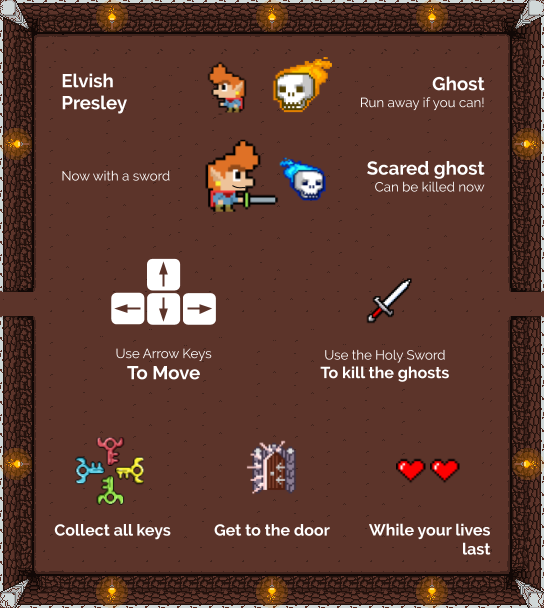 Elvish
Presley
Ghost
Run away if you can!
Now with a sword
Scared ghost
Can be killed now
Use Arrow Keys
To Move
Use the Holy Sword
To kill the ghosts
Collect all keys
Get to the door
While your lives
last